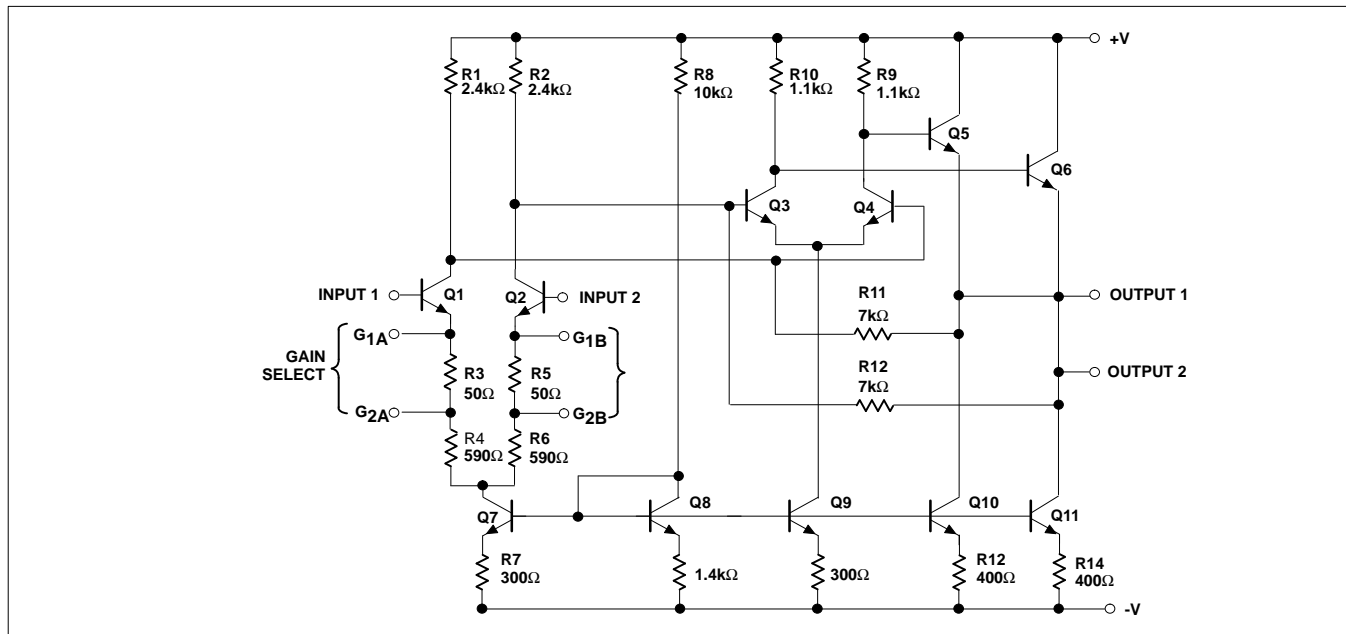 +V
R1
2.4kΩ
R2
2.4kΩ
R8
10kΩ
R10
1.1kΩ
R9
1.1kΩ
Q5
Q6
Q3
Q4
INPUT 1
Q1
Q2
INPUT 2
R11
7kΩ
OUTPUT 1
G1A
G1B
GAIN
SELECT
R3
50Ω
R5
50Ω
R12
7kΩ
OUTPUT 2
G2A
G2B
R4
590Ω
R6
590Ω
Q7
Q8
Q9
Q10
Q11
R7
300Ω
1.4kΩ
300Ω
R12
400Ω
R14
400Ω
-V